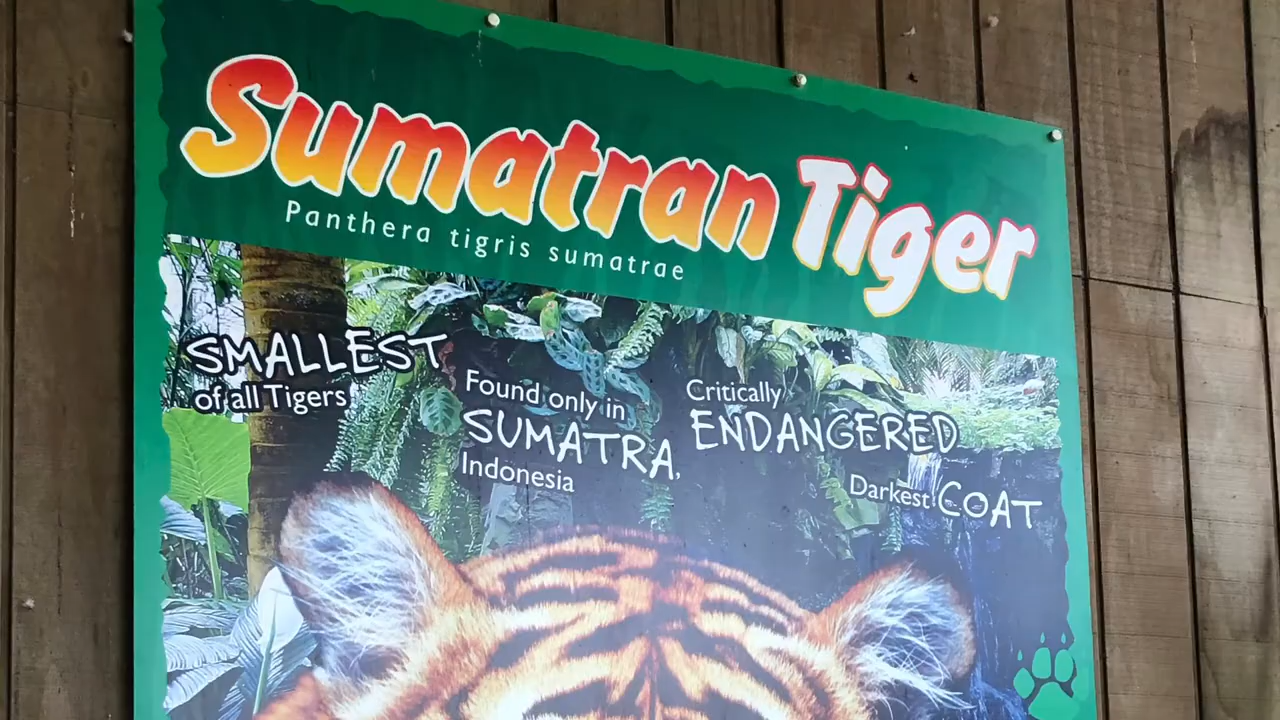 Sumatran Tiger
Panthera tigris sumatrae
SMALLEST
of all Tigers
Found only in
SUMATRA,
Indonesia
Critically
ENDANGERED
Darkest COAT